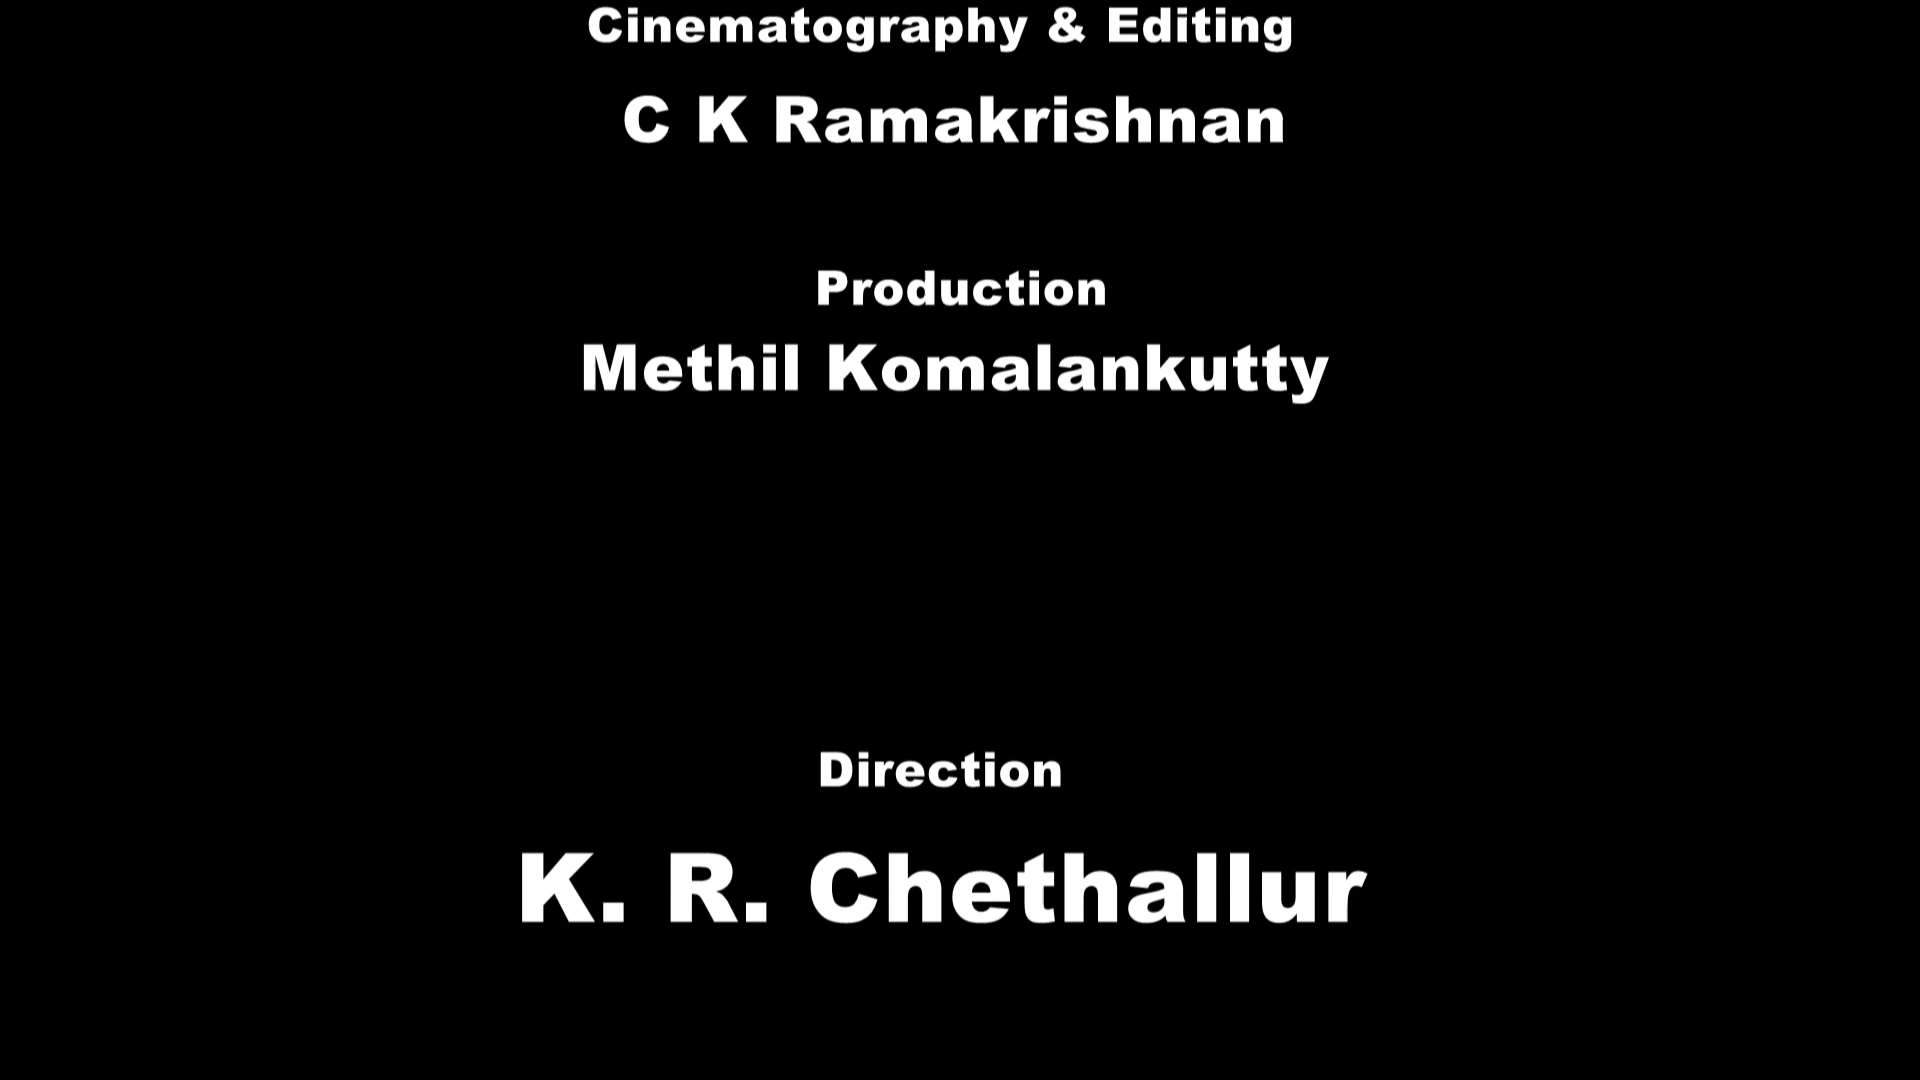 Cinematography & Editing
C K Ramakrishnan
Production
Methil Komalankutty
Direction
K. R. Chethallur